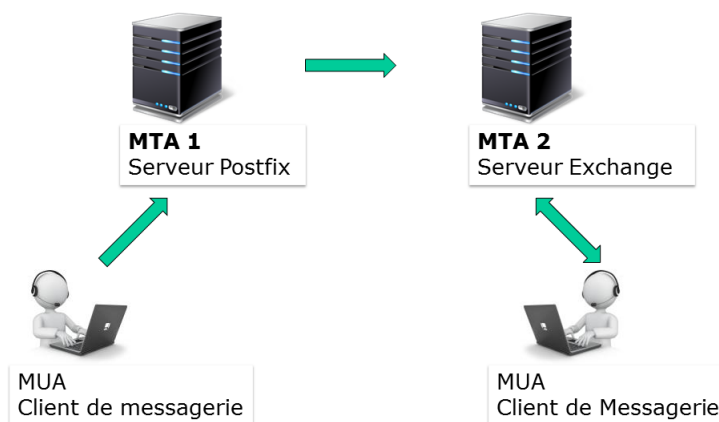 MTA 1
Serveur Postfix
MTA 2
Serveur Exchange
MUA
Client de messagerie
MUA
Client de Messagerie